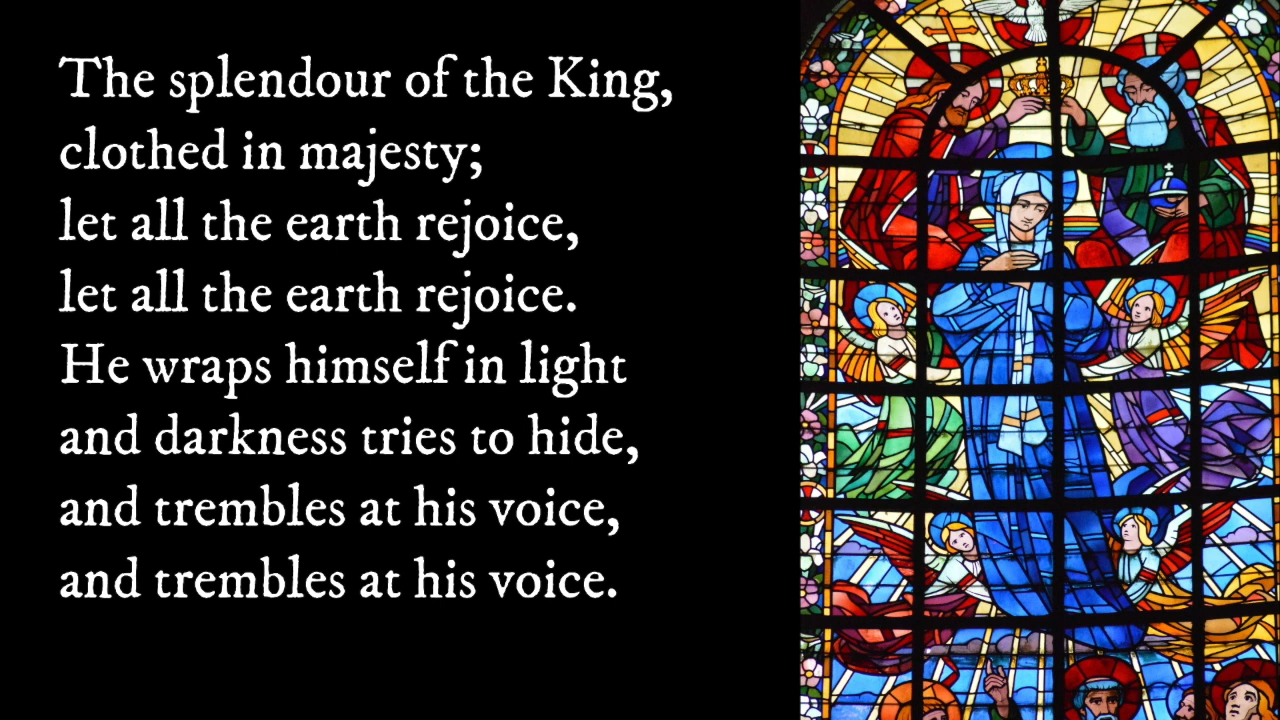 The splendour of the King,
clothed in majesty;
let all the earth rejoice,
let all the earth rejoice.
He wraps himself in light
and darkness tries to hide,
and trembles at his voice,
and trembles at his voice.